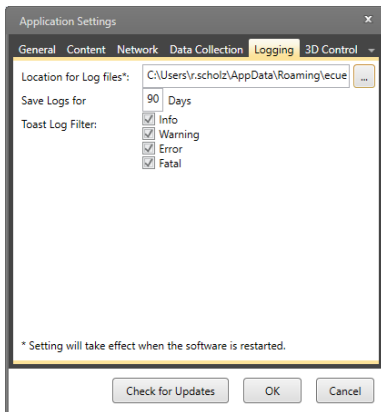 Application Settings x
General Content Network Data Collection Logging 3D Control
Location for Log files*: C:\Users\r.scholz\AppData\Roaming\ecue ...
Save Logs for 90 Days
Toast Log Filter: Info
Warning
Error
Fatal
* Setting will take effect when the software is restarted.
Check for Updates OK Cancel